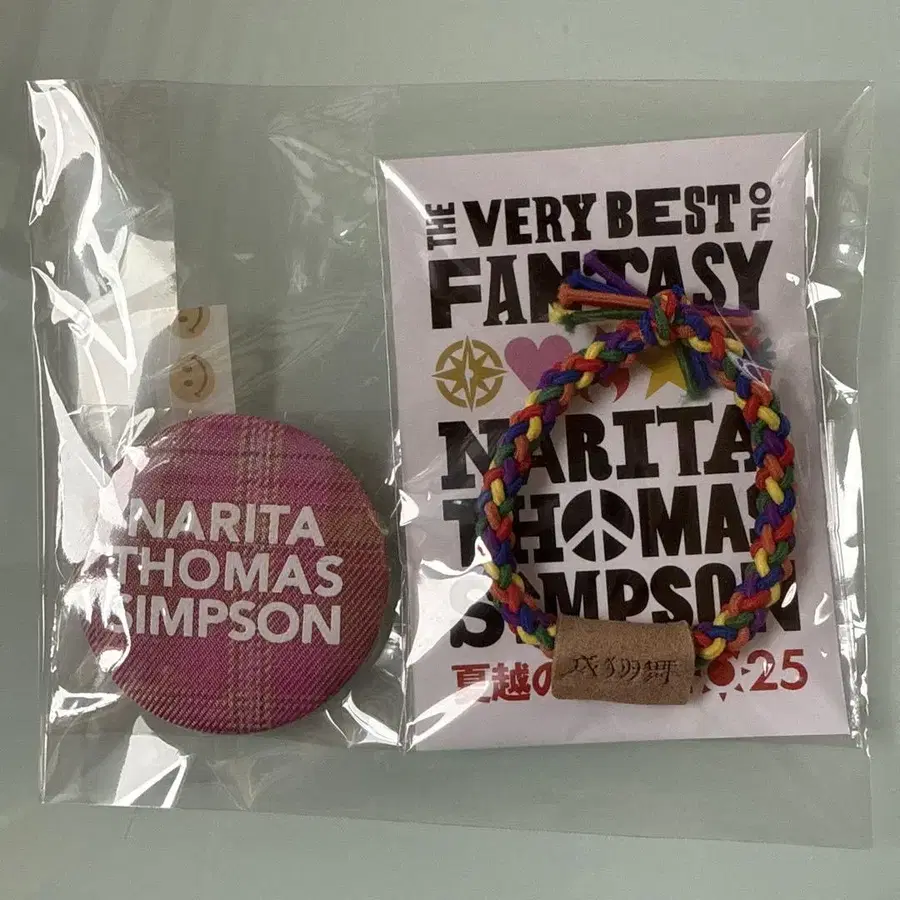 NARITA
THOMAS
SIMPSON
THE VERY BEST OF
FANTASY
NARITA
THOMAS
SIMPSON
夏越の 25